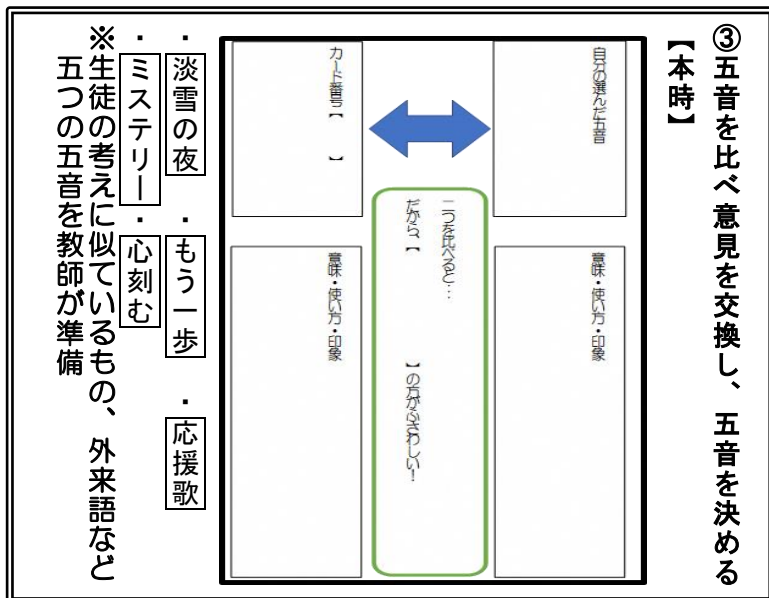 ③五音を比べ意見を交換し、五音を決める
【本時】
自分の選んだ五音
意味・使い方・印象
二つを比べると…
だから、【　　　　】の方がふさわしい！
カード番号【　　】
意味・使い方・印象
・淡雪の夜　・もう一歩　・応援歌
・ミステリー・心刻む
※生徒の考えに似ているもの、外来語など
五つの五音を教師が準備